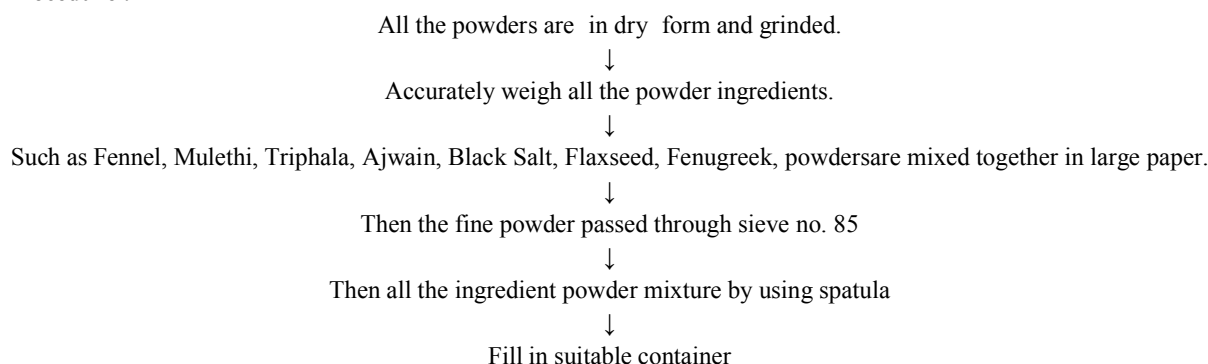 All the powders are in dry form and grinded.
↓
Accurately weigh all the powder ingredients.
↓
Such as Fennel, Mulethi, Triphala, Ajwain, Black Salt, Flaxseed, Fenugreek, powdersare mixed together in large paper.
↓
Then the fine powder passed through sieve no. 85
↓
Then all the ingredient powder mixture by using spatula
↓
Fill in suitable container